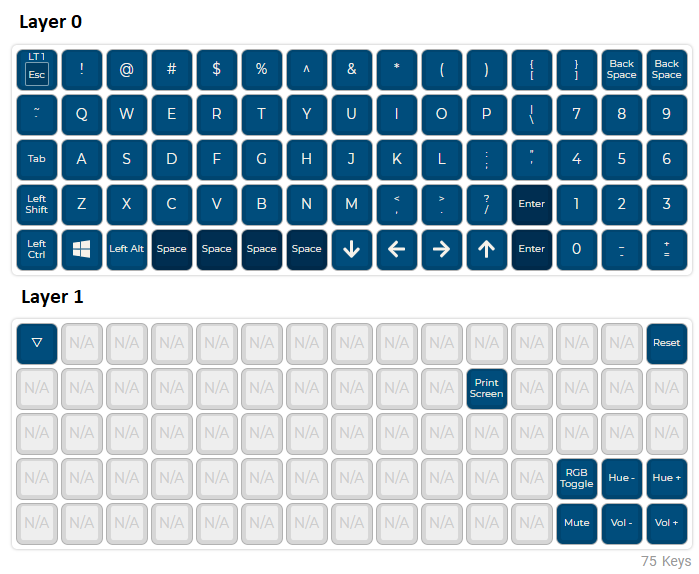 Layer 0
LT 1
Esc
! @ # $ % ^ & * ( )
{
[
}
]
Back
Space
Back
Space
~
`
Q W E R T Y U I O P
|
\
7 8 9
Tab A S D F G H J K L
:
;
"
'
4 5 6
Left
Shift
Z X C V B N M
<
,
>
.
?
/
Enter 1 2 3
Left
Ctrl
Left Alt Space Space Space Space ↓ ← → ↑ Enter 0
_
-
+
=
Layer 1
▽ N/A N/A N/A N/A N/A N/A N/A N/A N/A N/A N/A N/A N/A Reset
N/A N/A N/A N/A N/A N/A N/A N/A N/A N/A
Print
Screen
N/A N/A N/A N/A
N/A N/A N/A N/A N/A N/A N/A N/A N/A N/A N/A N/A N/A N/A N/A
N/A N/A N/A N/A N/A N/A N/A N/A N/A N/A N/A N/A
RGB
Toggle
Hue - Hue +
N/A N/A N/A N/A N/A N/A N/A N/A N/A N/A N/A N/A Mute Vol - Vol +
75 Keys